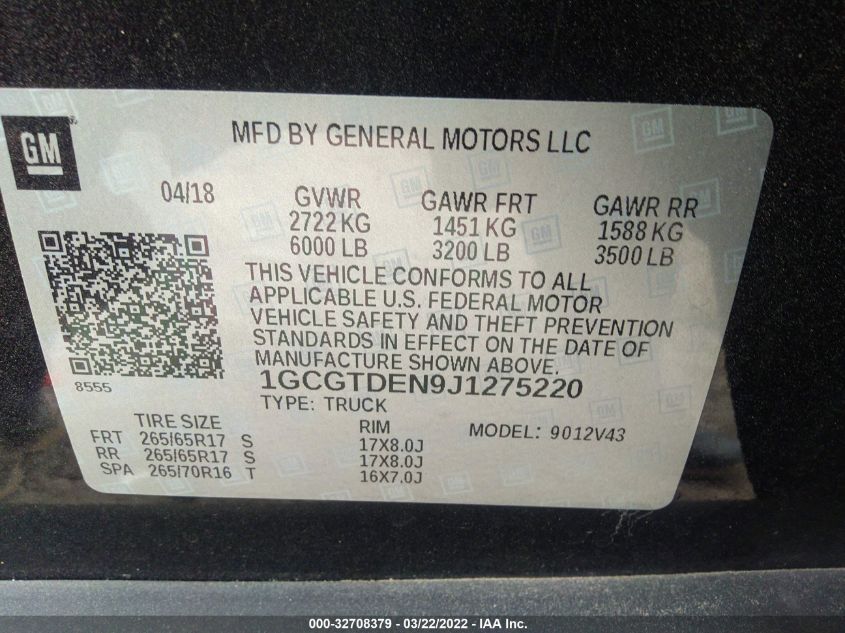 GM
MFD BY GENERAL MOTORS LLC
04/18 GVWR GAWR FRT GAWR RR
2722 KG 1451 KG 1588 KG
6000 LB 3200 LB 3500 LB
THIS VEHICLE CONFORMS TO ALL
APPLICABLE U.S. FEDERAL MOTOR
VEHICLE SAFETY AND THEFT PREVENTION
STANDARDS IN EFFECT ON THE DATE OF
MANUFACTURE SHOWN ABOVE.
8555 1GCGTDEN9J1275220
TYPE: TRUCK
TIRE SIZE RIM MODEL: 9012V43
FRT 265/65R17 S 17X8.0J
RR 265/65R17 S 17X8.0J
SPA 265/70R16 T 16X7.0J
000-32708379 - 03/22/2022 - IAA Inc.